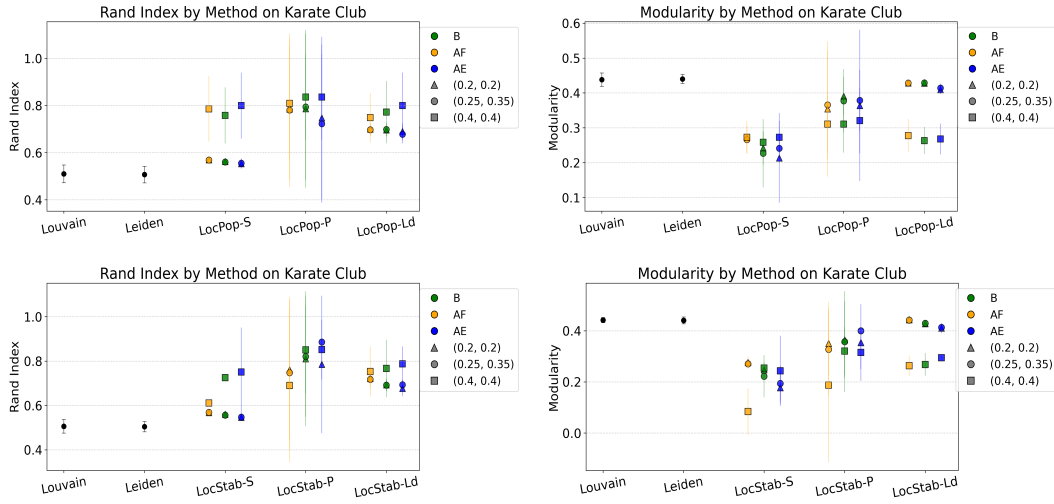 Rand Index by Method on Karate Club
Rand Index
1.0
0.8
0.6
0.4
Louvain
Leiden
LocPop-S
LocPop-P
LocPop-Ld
B
AF
AE
(0.2, 0.2)
(0.25, 0.35)
(0.4, 0.4)
Modularity by Method on Karate Club
Modularity
0.6
0.5
0.4
0.3
0.2
0.1
Louvain
Leiden
LocPop-S
LocPop-P
LocPop-Ld
B
AF
AE
(0.2, 0.2)
(0.25, 0.35)
(0.4, 0.4)
Rand Index by Method on Karate Club
Rand Index
1.0
0.8
0.6
0.4
Louvain
Leiden
LocStab-S
LocStab-P
LocStab-Ld
B
AF
AE
(0.2, 0.2)
(0.25, 0.35)
(0.4, 0.4)
Modularity by Method on Karate Club
Modularity
0.4
0.2
0.0
Louvain
Leiden
LocStab-S
LocStab-P
LocStab-Ld
B
AF
AE
(0.2, 0.2)
(0.25, 0.35)
(0.4, 0.4)